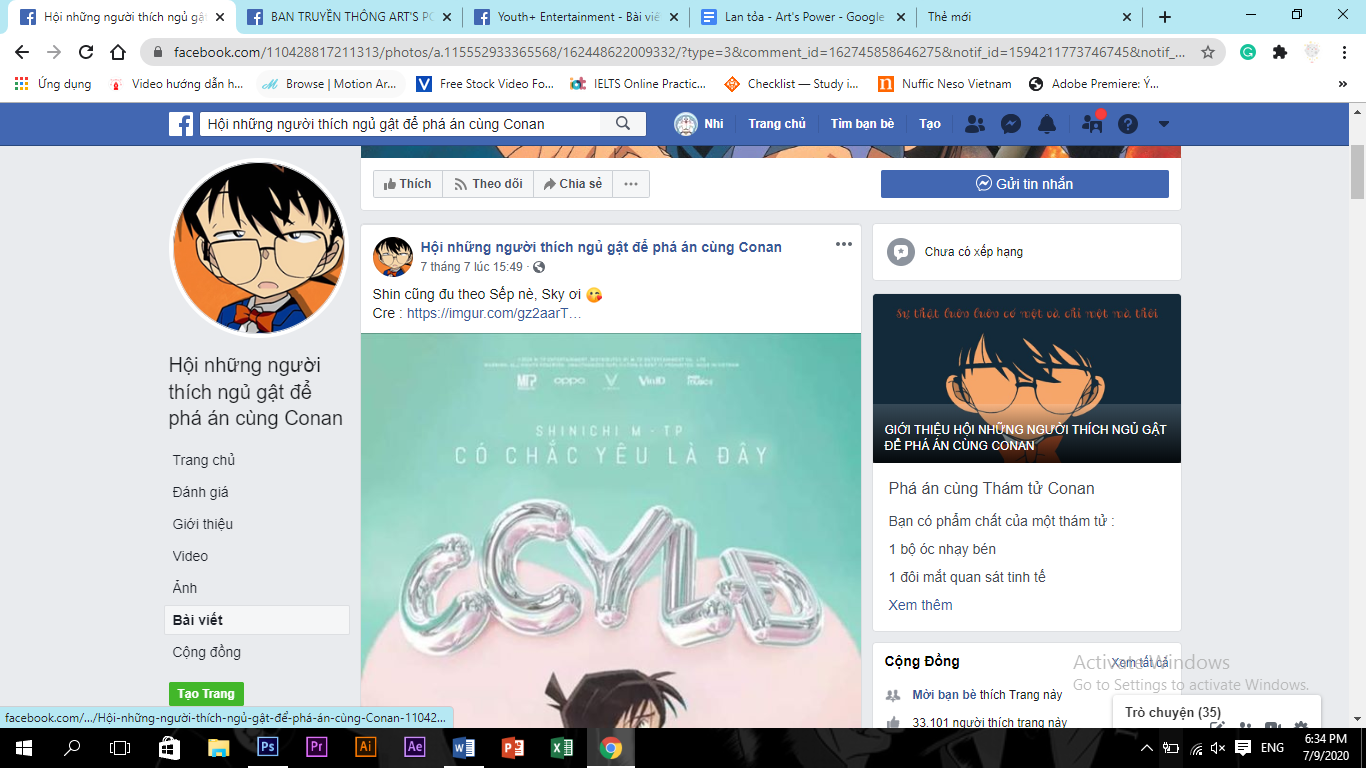 Hội những người thích ngủ gật
BAN TRUYỀN THÔNG ART'S PO
Youth+ Entertainment - Bài viế
Lan tỏa - Art's Power - Google
Thẻ mới
facebook.com/110428817211313/photos/a.115552933365568/162448622009332/?type=3&comment_id=162745858646275&notif_id=1594211773746745&notif_...
Ứng dụng
Video hướng dẫn h...
Browse | Motion Ar...
Free Stock Video Fo...
IELTS Online Practic...
Checklist — Study i...
Nuffic Neso Vietnam
Adobe Premiere: Ý...
Hội những người thích ngủ gật để phá án cùng Conan
Nhi
Trang chủ
Tìm bạn bè
Tạo
Thích
Theo dõi
Chia sẻ
Gửi tin nhắn
Hội những người
thích ngủ gật để
phá án cùng Conan
Trang chủ
Đánh giá
Giới thiệu
Video
Ảnh
Bài viết
Cộng đồng
Tạo Trang
Hội những người thích ngủ gật để phá án cùng Conan
7 tháng 7 lúc 15:49
Shin cũng đu theo Sếp nè, Sky ơi 😘
Cre : https://imgur.com/gz2aarT…
oppo
VinID
SHINICHI M - TP
CÓ CHẮC YÊU LÀ ĐÂY
CCYLĐ
Chưa có xếp hạng
Sự thật luôn luôn có một và chỉ một mà thôi
GIỚI THIỆU HỘI NHỮNG NGƯỜI THÍCH NGỦ GẬT
ĐỂ PHÁ ÁN CÙNG CONAN
Phá án cùng Thám tử Conan
Bạn có phẩm chất của một thám tử :
1 bộ óc nhạy bén
1 đôi mắt quan sát tinh tế
Xem thêm
Cộng Đồng
Xem tất cả
Mời bạn bè thích Trang này
33.101 người thích trang này
Activate Windows
Go to Settings to activate Windows.
Trò chuyện (35)
facebook.com/.../Hội-những-người-thích-ngủ-gật-để-phá-án-cùng-Conan-11042...
Ps
Pr
Ai
Ae
ENG
6:34 PM
7/9/2020